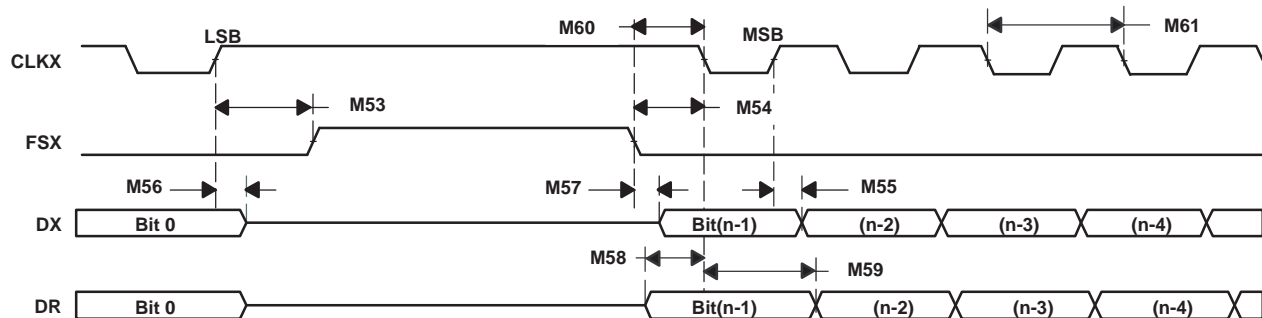 M60
M61
LSB
MSB
CLKX
M53
M54
FSX
M56
M57
M55
DX
Bit 0
Bit(n-1)
(n-2)
(n-3)
(n-4)
M58
M59
DR
Bit 0
Bit(n-1)
(n-2)
(n-3)
(n-4)